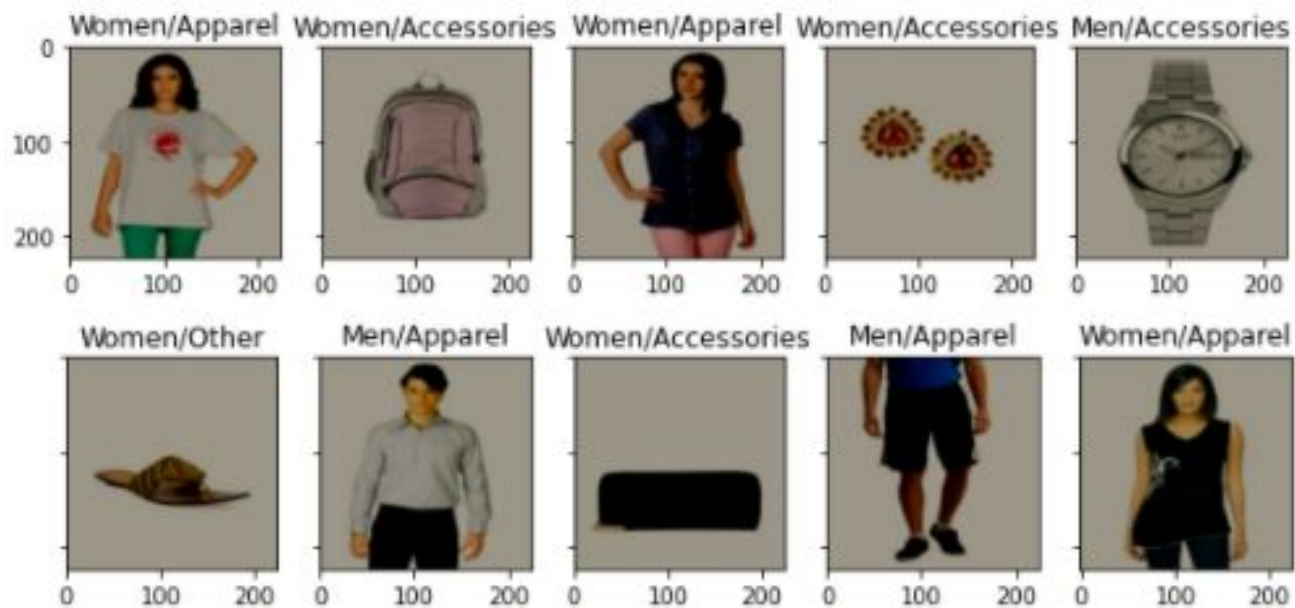 Women/Apparel Women/Accessories Women/Apparel Women/Accessories Men/Accessories
0
100
200
0 100 200 0 100 200 0 100 200 0 100 200 0 100 200
Women/Other Men/Apparel Women/Accessories Men/Apparel Women/Apparel
0 100 200 0 100 200 0 100 200 0 100 200 0 100 200